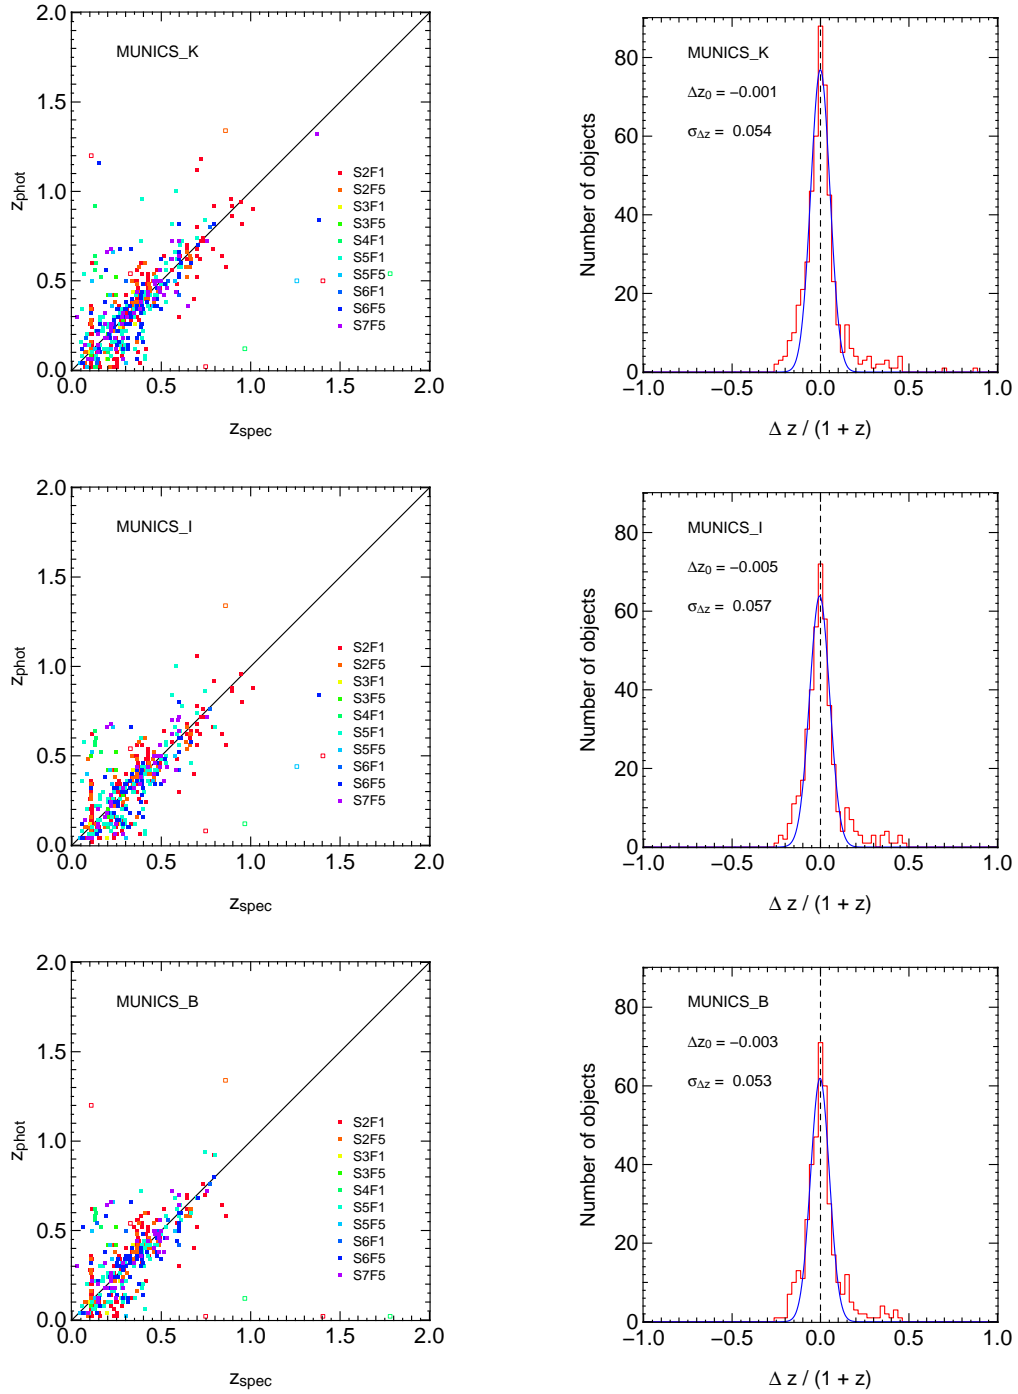 2.0
1.5
1.0
0.5
0.0
zphot
MUNICS_K
S2F1
S2F5
S3F1
S3F5
S4F1
S5F1
S5F5
S6F1
S6F5
S7F5
0.0 0.5 1.0 1.5 2.0
zspec
80
60
40
20
0
Number of objects
MUNICS_K
Δz0 = −0.001
σΔz = 0.054
−1.0 −0.5 0.0 0.5 1.0
Δ z / (1 + z)
2.0
1.5
1.0
0.5
0.0
zphot
MUNICS_I
S2F1
S2F5
S3F1
S3F5
S4F1
S5F1
S5F5
S6F1
S6F5
S7F5
0.0 0.5 1.0 1.5 2.0
zspec
80
60
40
20
0
Number of objects
MUNICS_I
Δz0 = −0.005
σΔz = 0.057
−1.0 −0.5 0.0 0.5 1.0
Δ z / (1 + z)
2.0
1.5
1.0
0.5
0.0
zphot
MUNICS_B
S2F1
S2F5
S3F1
S3F5
S4F1
S5F1
S5F5
S6F1
S6F5
S7F5
0.0 0.5 1.0 1.5 2.0
zspec
80
60
40
20
0
Number of objects
MUNICS_B
Δz0 = −0.003
σΔz = 0.053
−1.0 −0.5 0.0 0.5 1.0
Δ z / (1 + z)